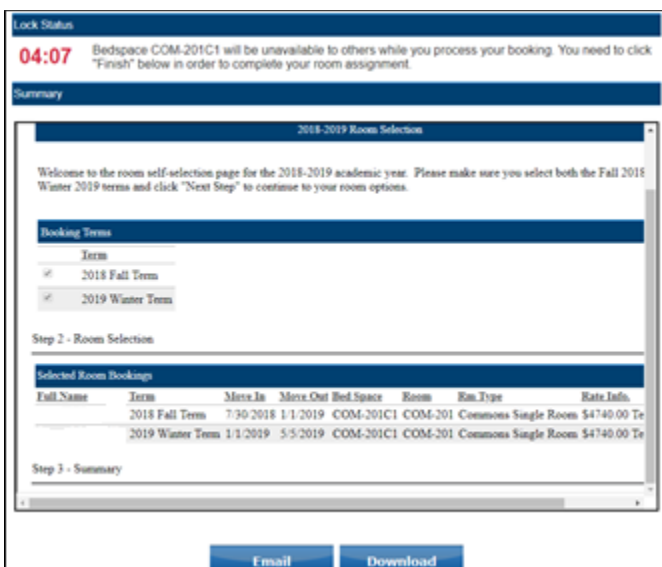 Lock Status
04:07
Bedspace COM-201C1 will be unavailable to others while you process your booking. You need to click
"Finish" below in order to complete your room assignment.
Summary
2018-2019 Room Selection
Welcome to the room self-selection page for the 2018-2019 academic year. Please make sure you select both the Fall 2018
Winter 2019 terms and click "Next Step" to continue to your room options.
Booking Terms
Term
2018 Fall Term
2019 Winter Term
Step 2 - Room Selection
Selected Room Bookings
Full Name Term Move In Move Out Bed Space Room Rm Type Rate Info.
2018 Fall Term 7/30/2018 1/1/2019 COM-201C1 COM-201 Commons Single Room $4740.00 Te
2019 Winter Term 1/1/2019 5/5/2019 COM-201C1 COM-201 Commons Single Room $4740.00 Te
Step 3 - Summary
Email Download